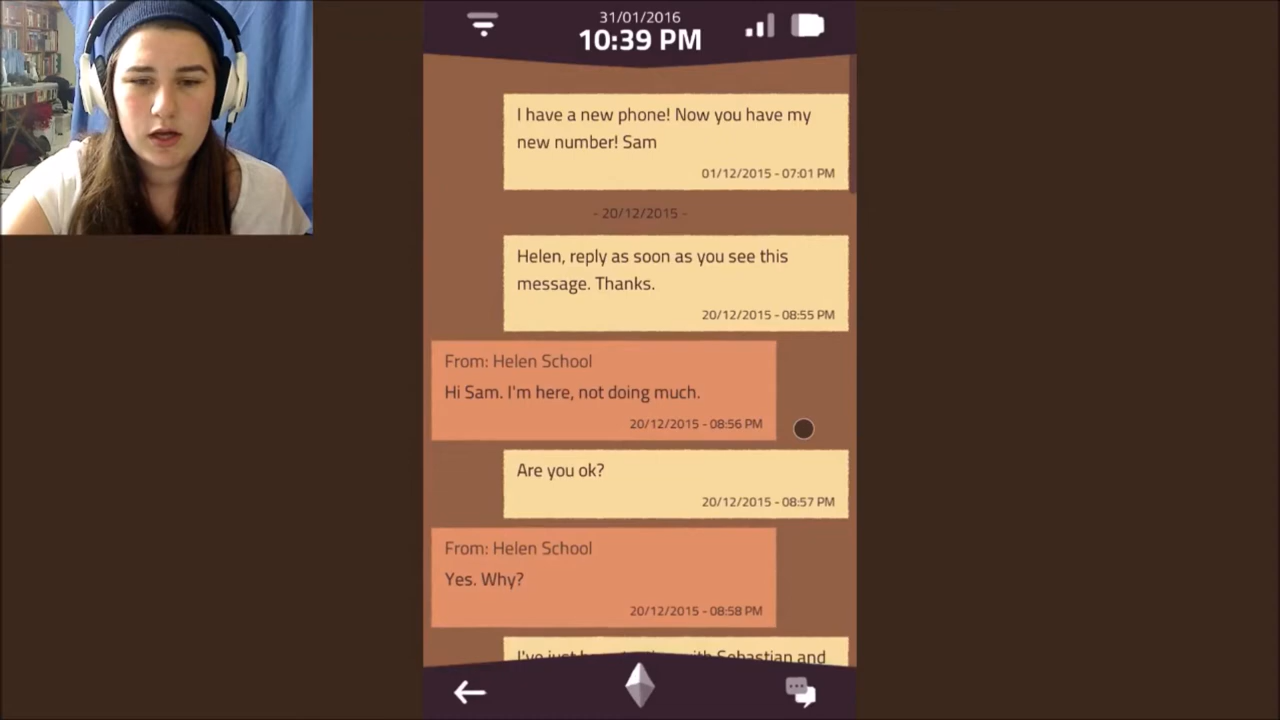 31/01/2016
10:39 PM
I have a new phone! Now you have my
new number! Sam
01/12/2015 - 07:01 PM
- 20/12/2015 -
Helen, reply as soon as you see this
message. Thanks.
20/12/2015 - 08:55 PM
From: Helen School
Hi Sam. I'm here, not doing much.
20/12/2015 - 08:56 PM
Are you ok?
20/12/2015 - 08:57 PM
From: Helen School
Yes. Why?
20/12/2015 - 08:58 PM
I've just with Sebastian and